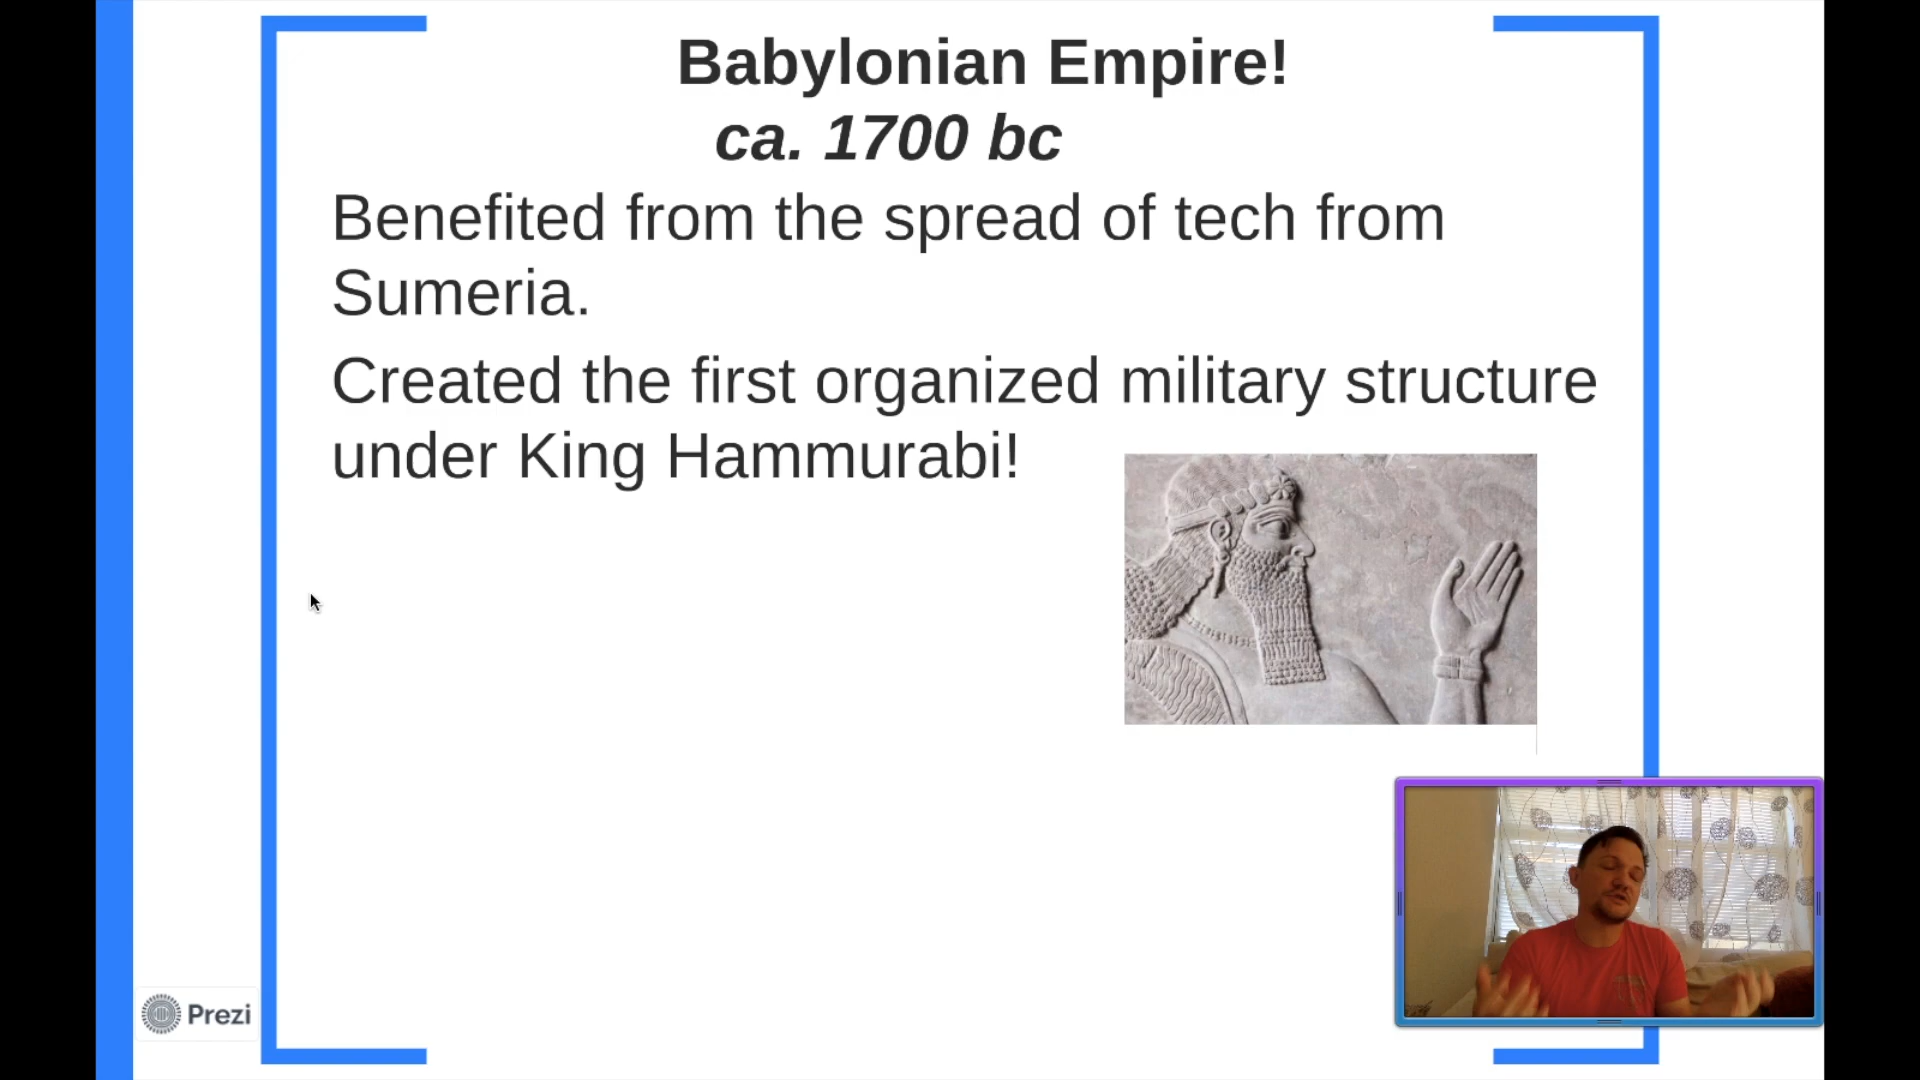 Babylonian Empire!
ca. 1700 bc
Benefited from the spread of tech from
Sumeria.
Created the first organized military structure
under King Hammurabi!
Prezi